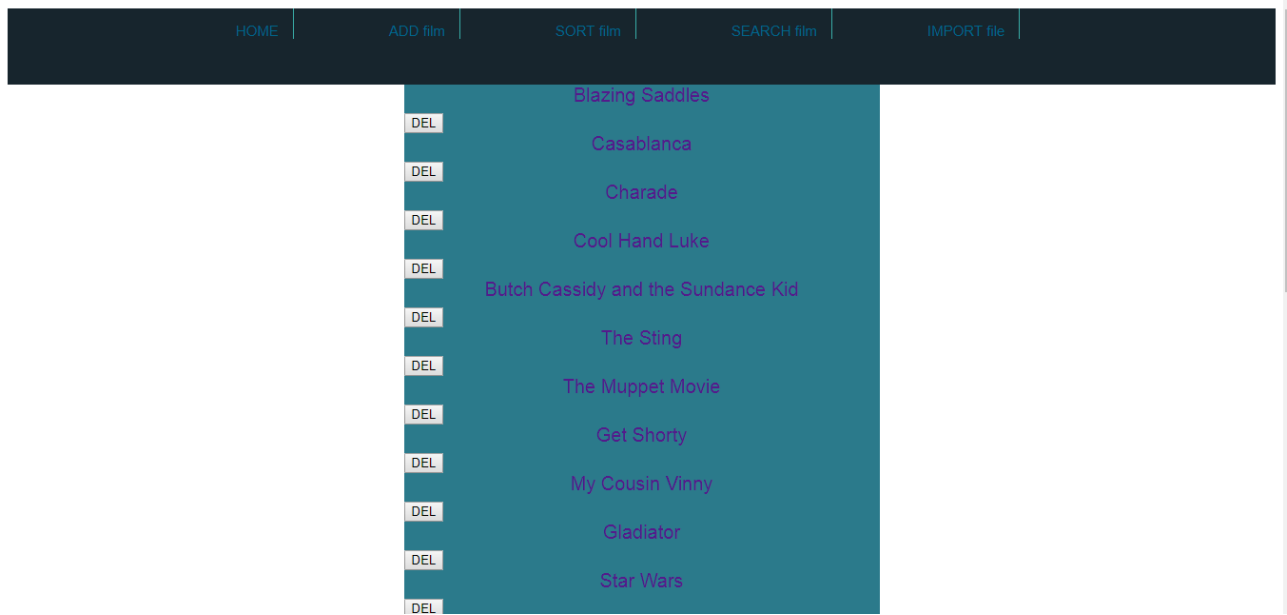 HOME ADD film SORT film SEARCH film IMPORT file
Blazing Saddles
DEL
Casablanca
DEL
Charade
DEL
Cool Hand Luke
DEL
Butch Cassidy and the Sundance Kid
DEL
The Sting
DEL
The Muppet Movie
DEL
Get Shorty
DEL
My Cousin Vinny
DEL
Gladiator
DEL
Star Wars
DEL